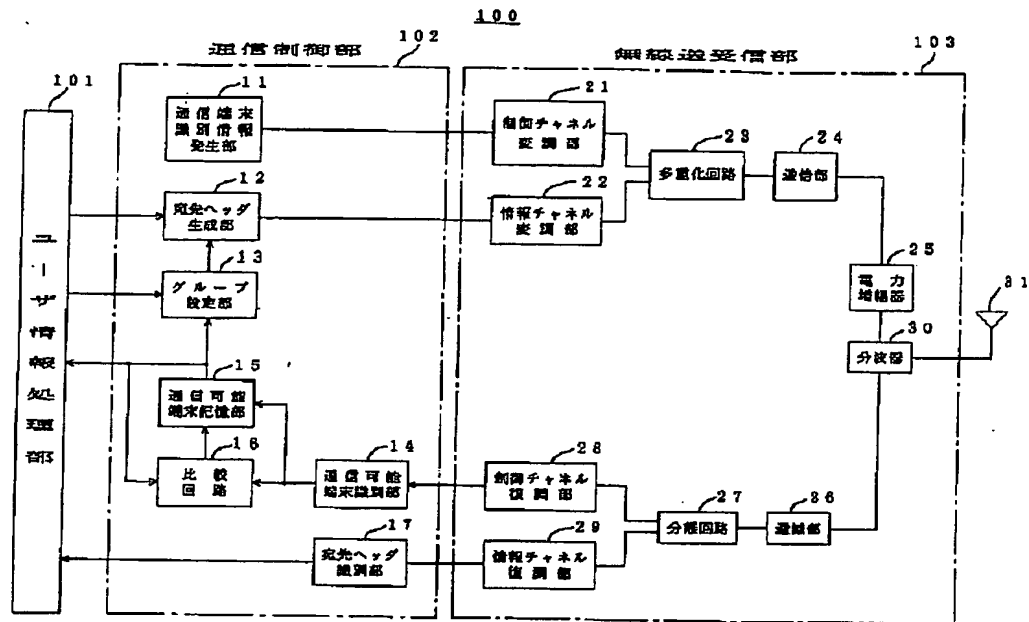 100
通信制御部
102
無線送受信部
103
101
ユーザ情報処理部
11
通信端末
識別情報
発生部
12
宛先ヘッダ
生成部
13
グループ
設定部
15
通信可能
端末記憶部
16
比較
回路
14
通信可能
端末識別部
17
宛先ヘッダ
識別部
21
制御チャネル
変調部
22
情報チャネル
変調部
23
多重化回路
24
送信部
25
電力
増幅器
30
分波器
31
28
制御チャネル
復調部
29
情報チャネル
復調部
27
分離回路
26